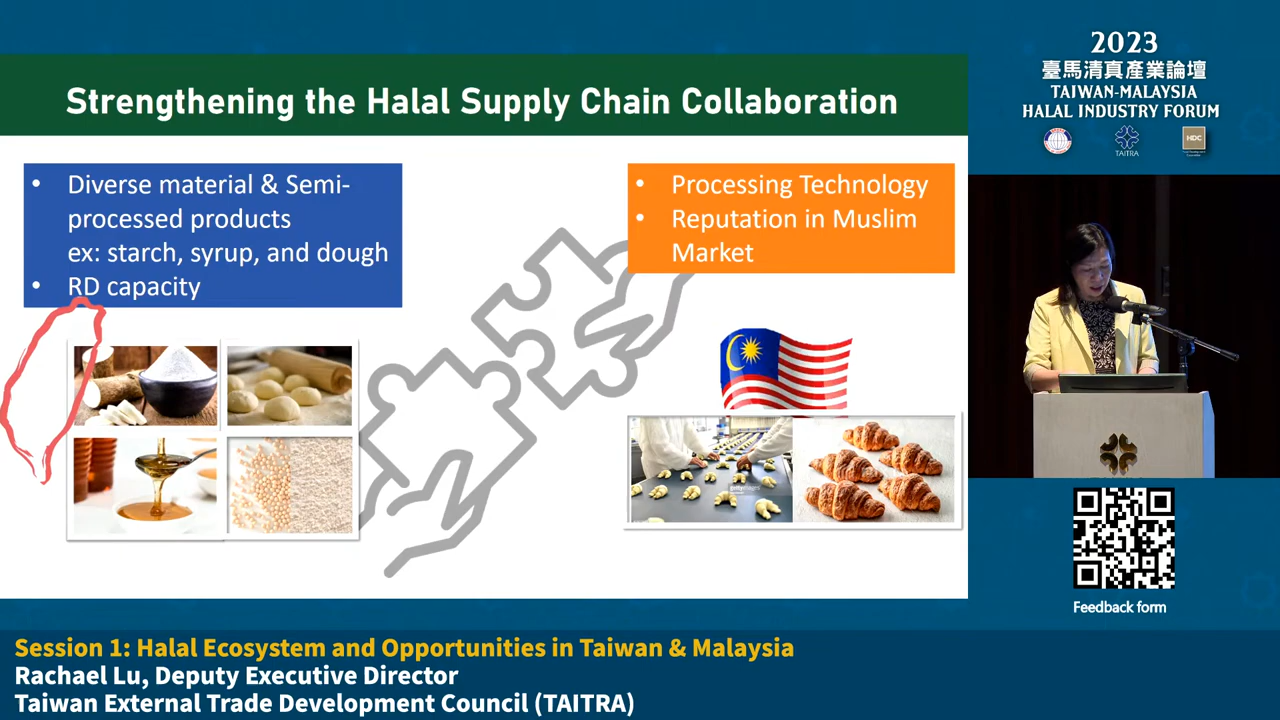 Strengthening the Halal Supply Chain Collaboration
• Diverse material & Semi-
processed products
ex: starch, syrup, and dough
• RD capacity
• Processing Technology
• Reputation in Muslim
Market
gettyimages
2023
臺馬清真產業論壇
TAIWAN-MALAYSIA
HALAL INDUSTRY FORUM
TAITRA
HDC
Feedback form
Session 1: Halal Ecosystem and Opportunities in Taiwan & Malaysia
Rachael Lu, Deputy Executive Director
Taiwan External Trade Development Council (TAITRA)